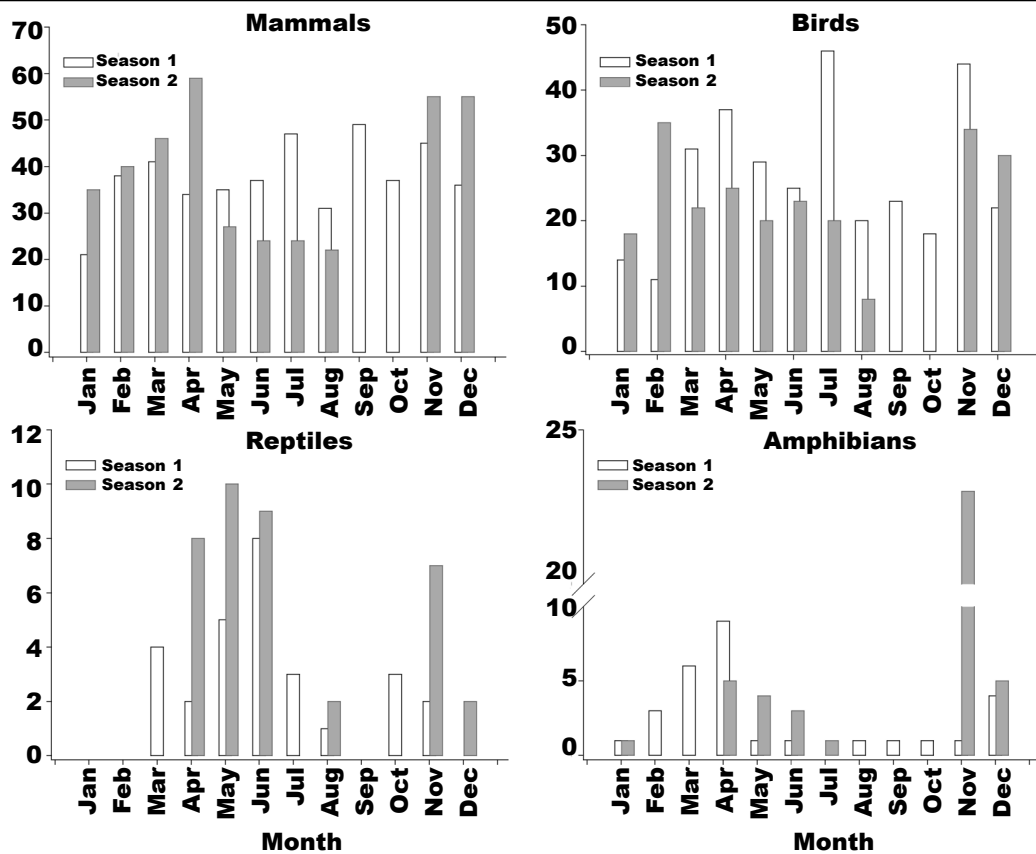 Mammals
Season 1
Season 2
70
60
50
40
30
20
10
0
Jan Feb Mar Apr May Jun Jul Aug Sep Oct Nov Dec
Birds
Season 1
Season 2
50
40
30
20
10
0
Jan Feb Mar Apr May Jun Jul Aug Sep Oct Nov Dec
Reptiles
Season 1
Season 2
12
10
8
6
4
2
0
Jan Feb Mar Apr May Jun Jul Aug Sep Oct Nov Dec
Month
Amphibians
Season 1
Season 2
25
20
10
5
0
Jan Feb Mar Apr May Jun Jul Aug Sep Oct Nov Dec
Month